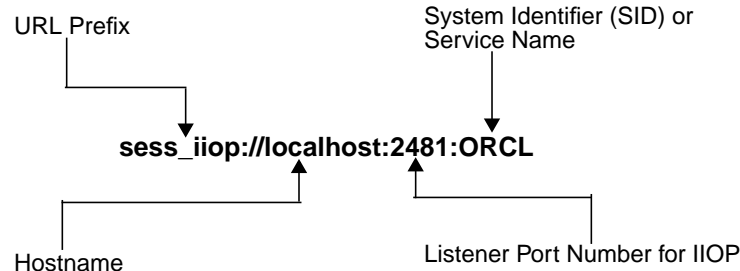 URL Prefix
System Identifier (SID) or
Service Name
sess_iiop://localhost:2481:ORCL
Hostname
Listener Port Number for IIOP